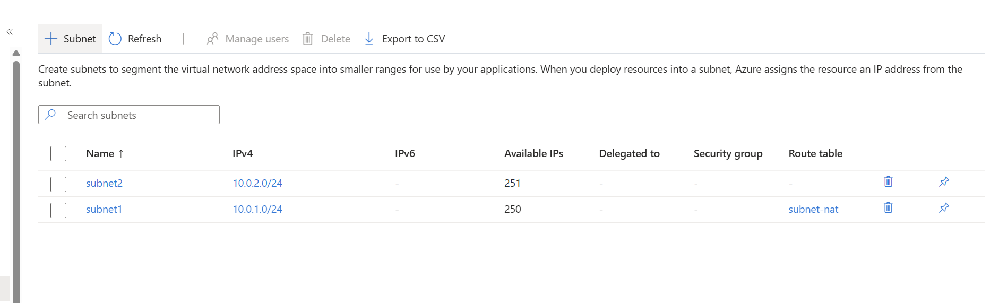 «
+ Subnet Refresh | Manage users Delete Export to CSV
Create subnets to segment the virtual network address space into smaller ranges for use by your applications. When you deploy resources into a subnet, Azure assigns the resource an IP address from the
subnet.
Search subnets
Name ↑ IPv4 IPv6 Available IPs Delegated to Security group Route table
subnet2 10.0.2.0/24 - 251 - - -
subnet1 10.0.1.0/24 - 250 - - subnet-nat